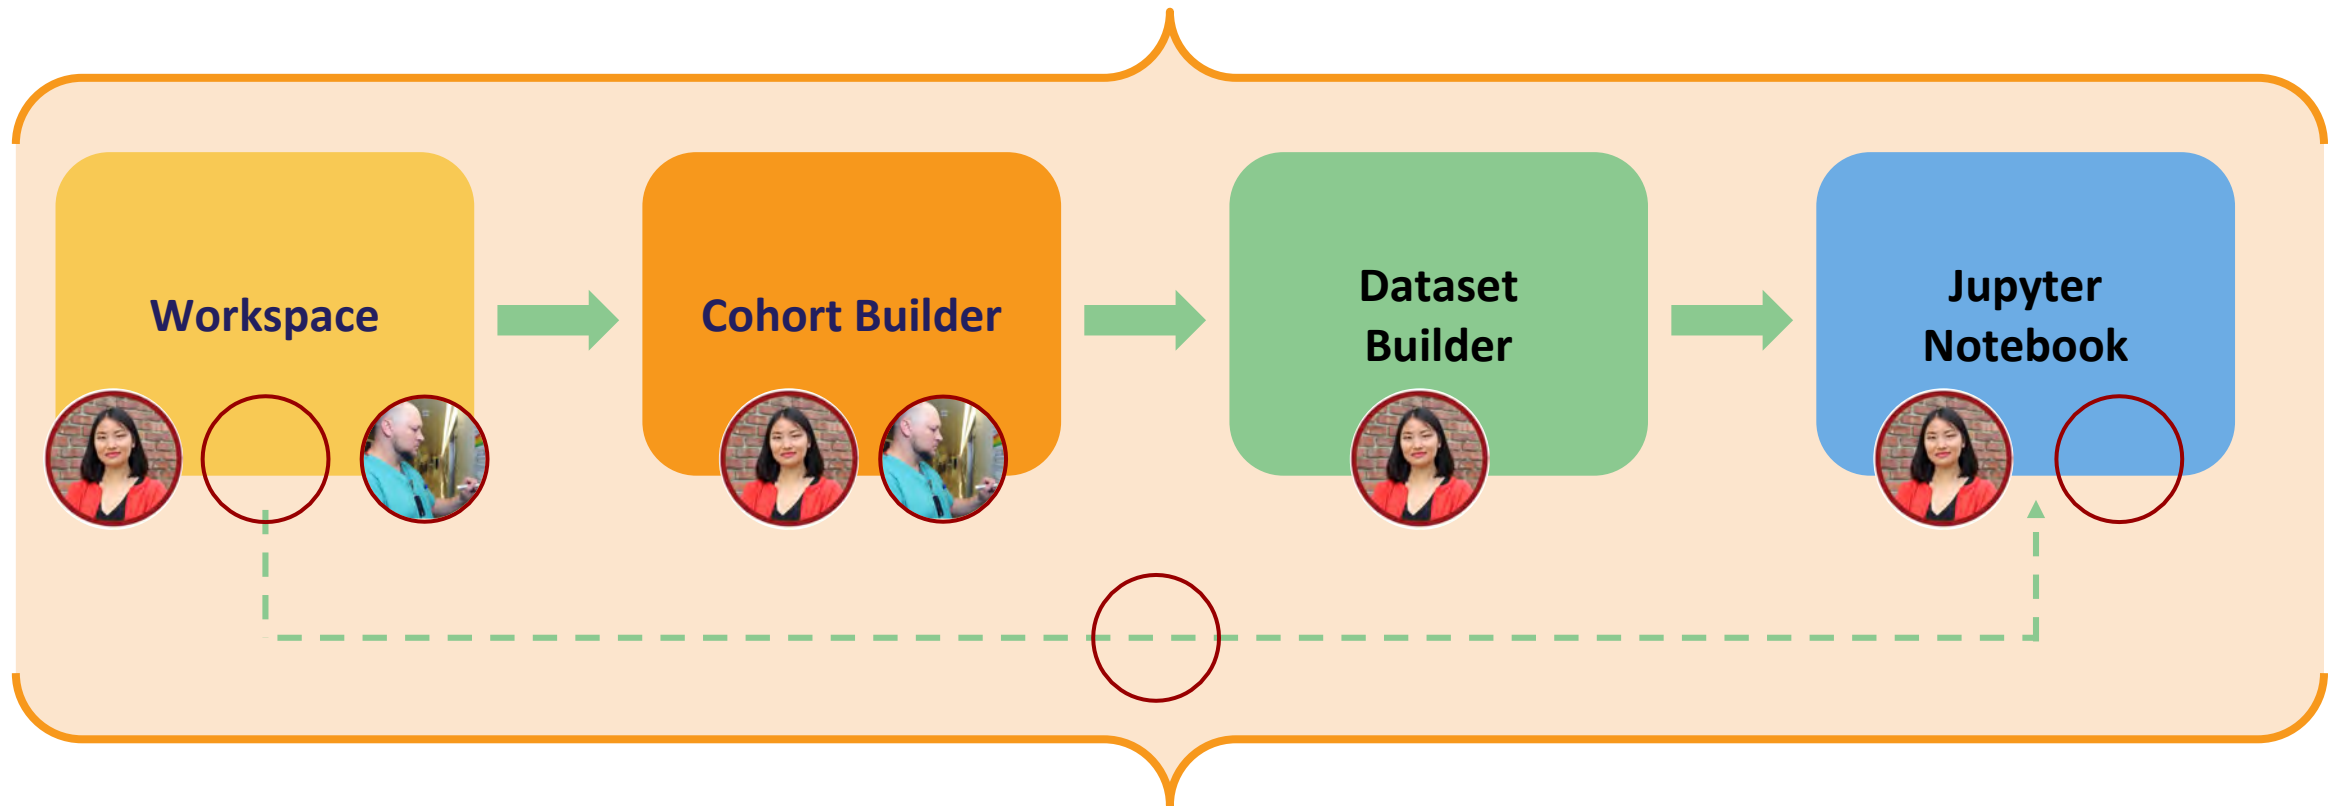 Workspace
Cohort Builder
Dataset
Builder
Jupyter
Notebook